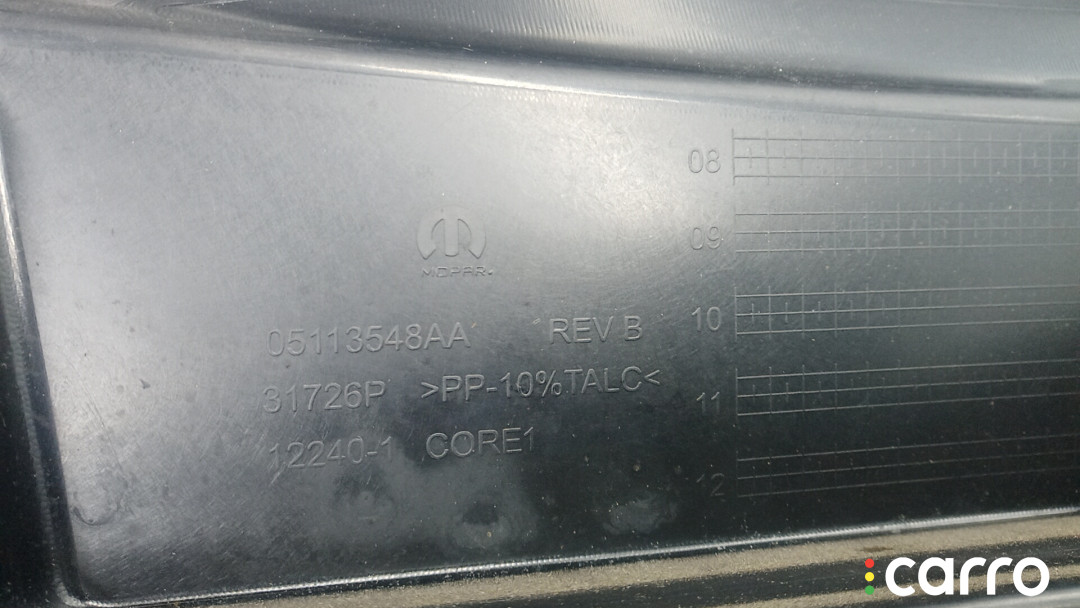 MOPAR
05113548AA REV B
31726P >PP-10%TALC<
12240-1 CORE1
08
09
10
11
12
carro